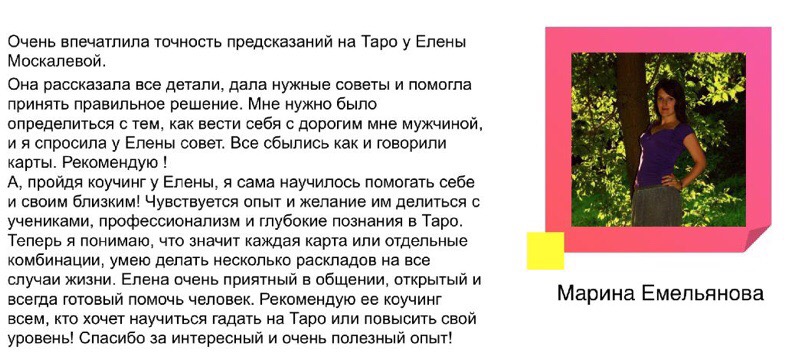 Очень впечатлила точность предсказаний на Таро у Елены
Москалевой.
Она рассказала все детали, дала нужные советы и помогла
принять правильное решение. Мне нужно было
определиться с тем, как вести себя с дорогим мне мужчиной,
и я спросила у Елены совет. Все сбылись как и говорили
карты. Рекомендую !
А, пройдя коучинг у Елены, я сама научилось помогать себе
и своим близким! Чувствуется опыт и желание им делиться с
учениками, профессионализм и глубокие познания в Таро.
Теперь я понимаю, что значит каждая карта или отдельные
комбинации, умею делать несколько раскладов на все
случаи жизни. Елена очень приятный в общении, открытый и
всегда готовый помочь человек. Рекомендую ее коучинг
всем, кто хочет научиться гадать на Таро или повысить свой
уровень! Спасибо за интересный и очень полезный опыт!
Марина Емельянова